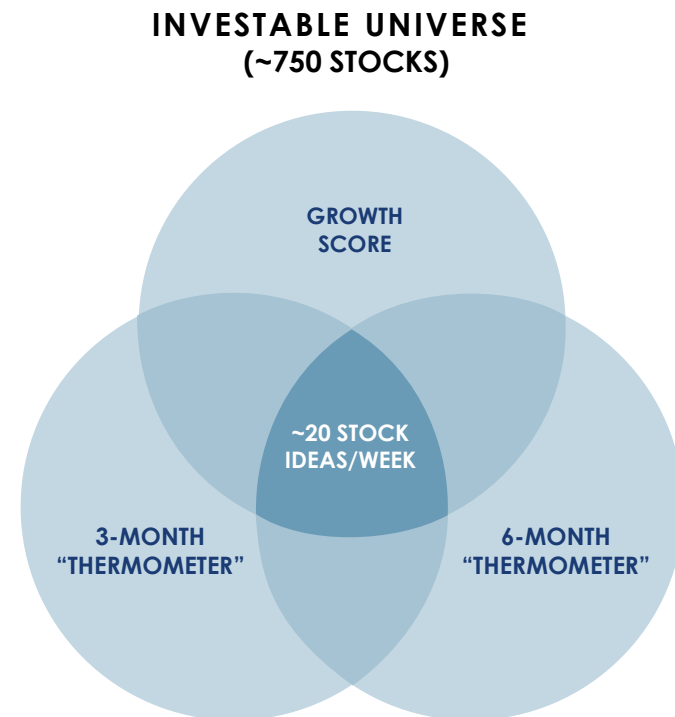 INVESTABLE UNIVERSE
(~750 STOCKS)
GROWTH
SCORE
~20 STOCK
IDEAS/WEEK
3-MONTH
“THERMOMETER”
6-MONTH
“THERMOMETER”